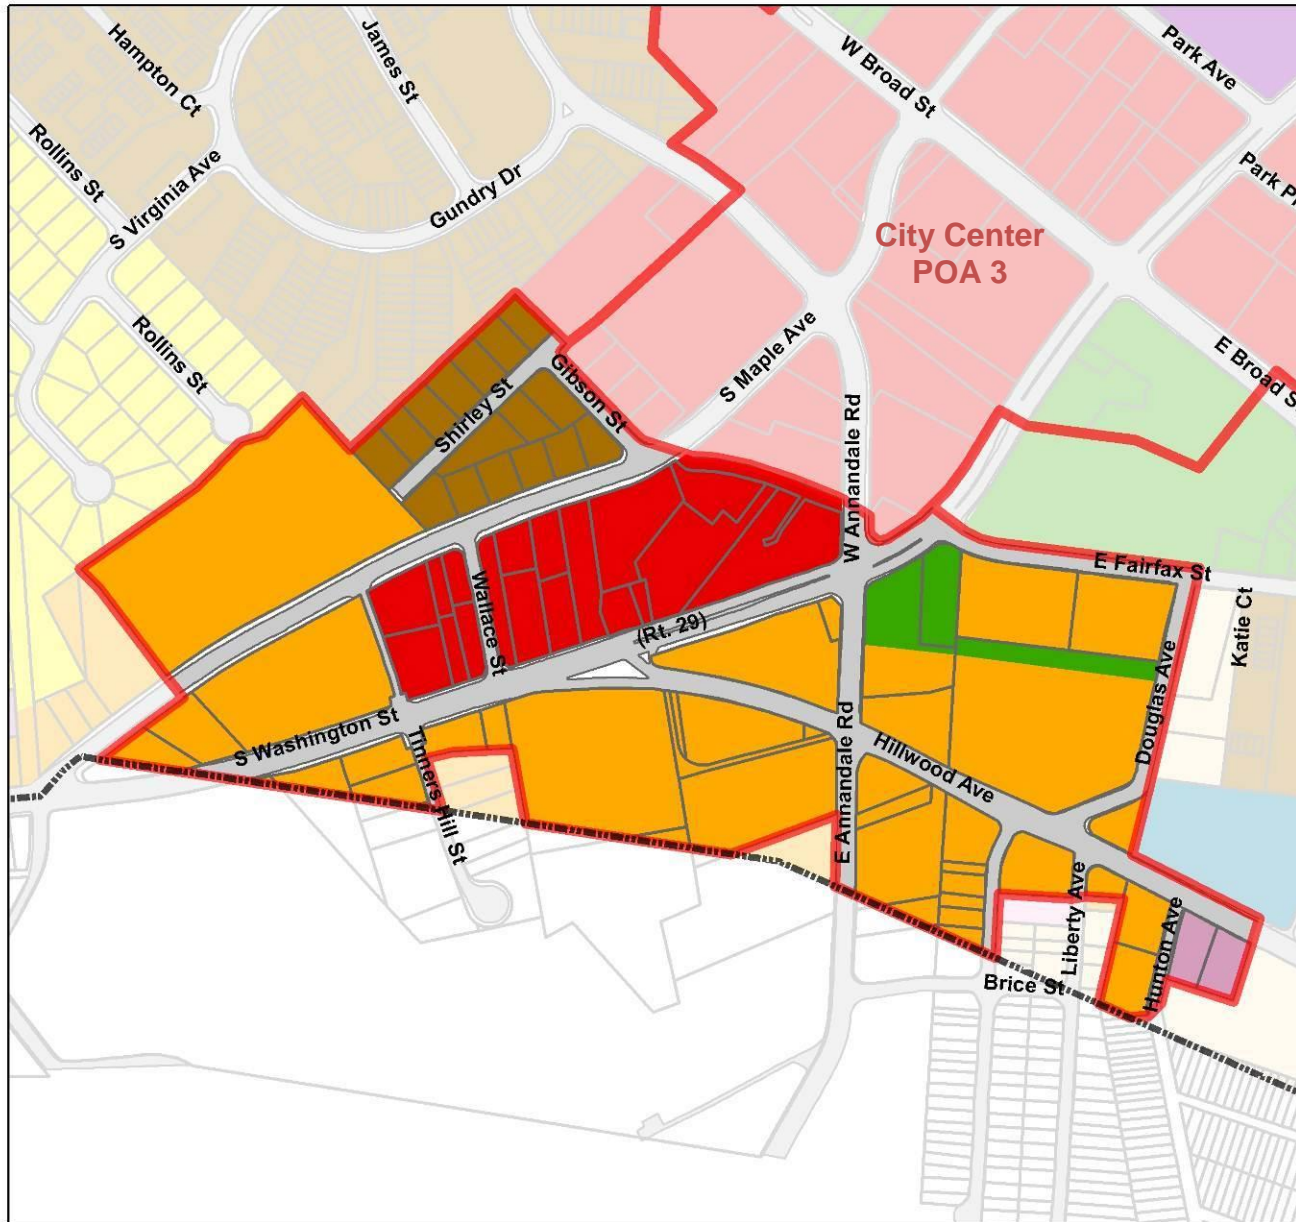 Hampton Ct
James St
W Broad St
Park Ave
Rollins St
S Virginia Ave
Gundry Dr
Park Pl
City Center
POA 3
Rollins St
Shirley St
Gibson St
S Maple Ave
E Broad St
W Annandale Rd
E Fairfax St
Katie Ct
Wallace St
(Rt. 29)
S Washington St
Tinners Hill St
E Annandale Rd
Hillwood Ave
Douglas Ave
Liberty Ave
Hunton Ave
Brice St